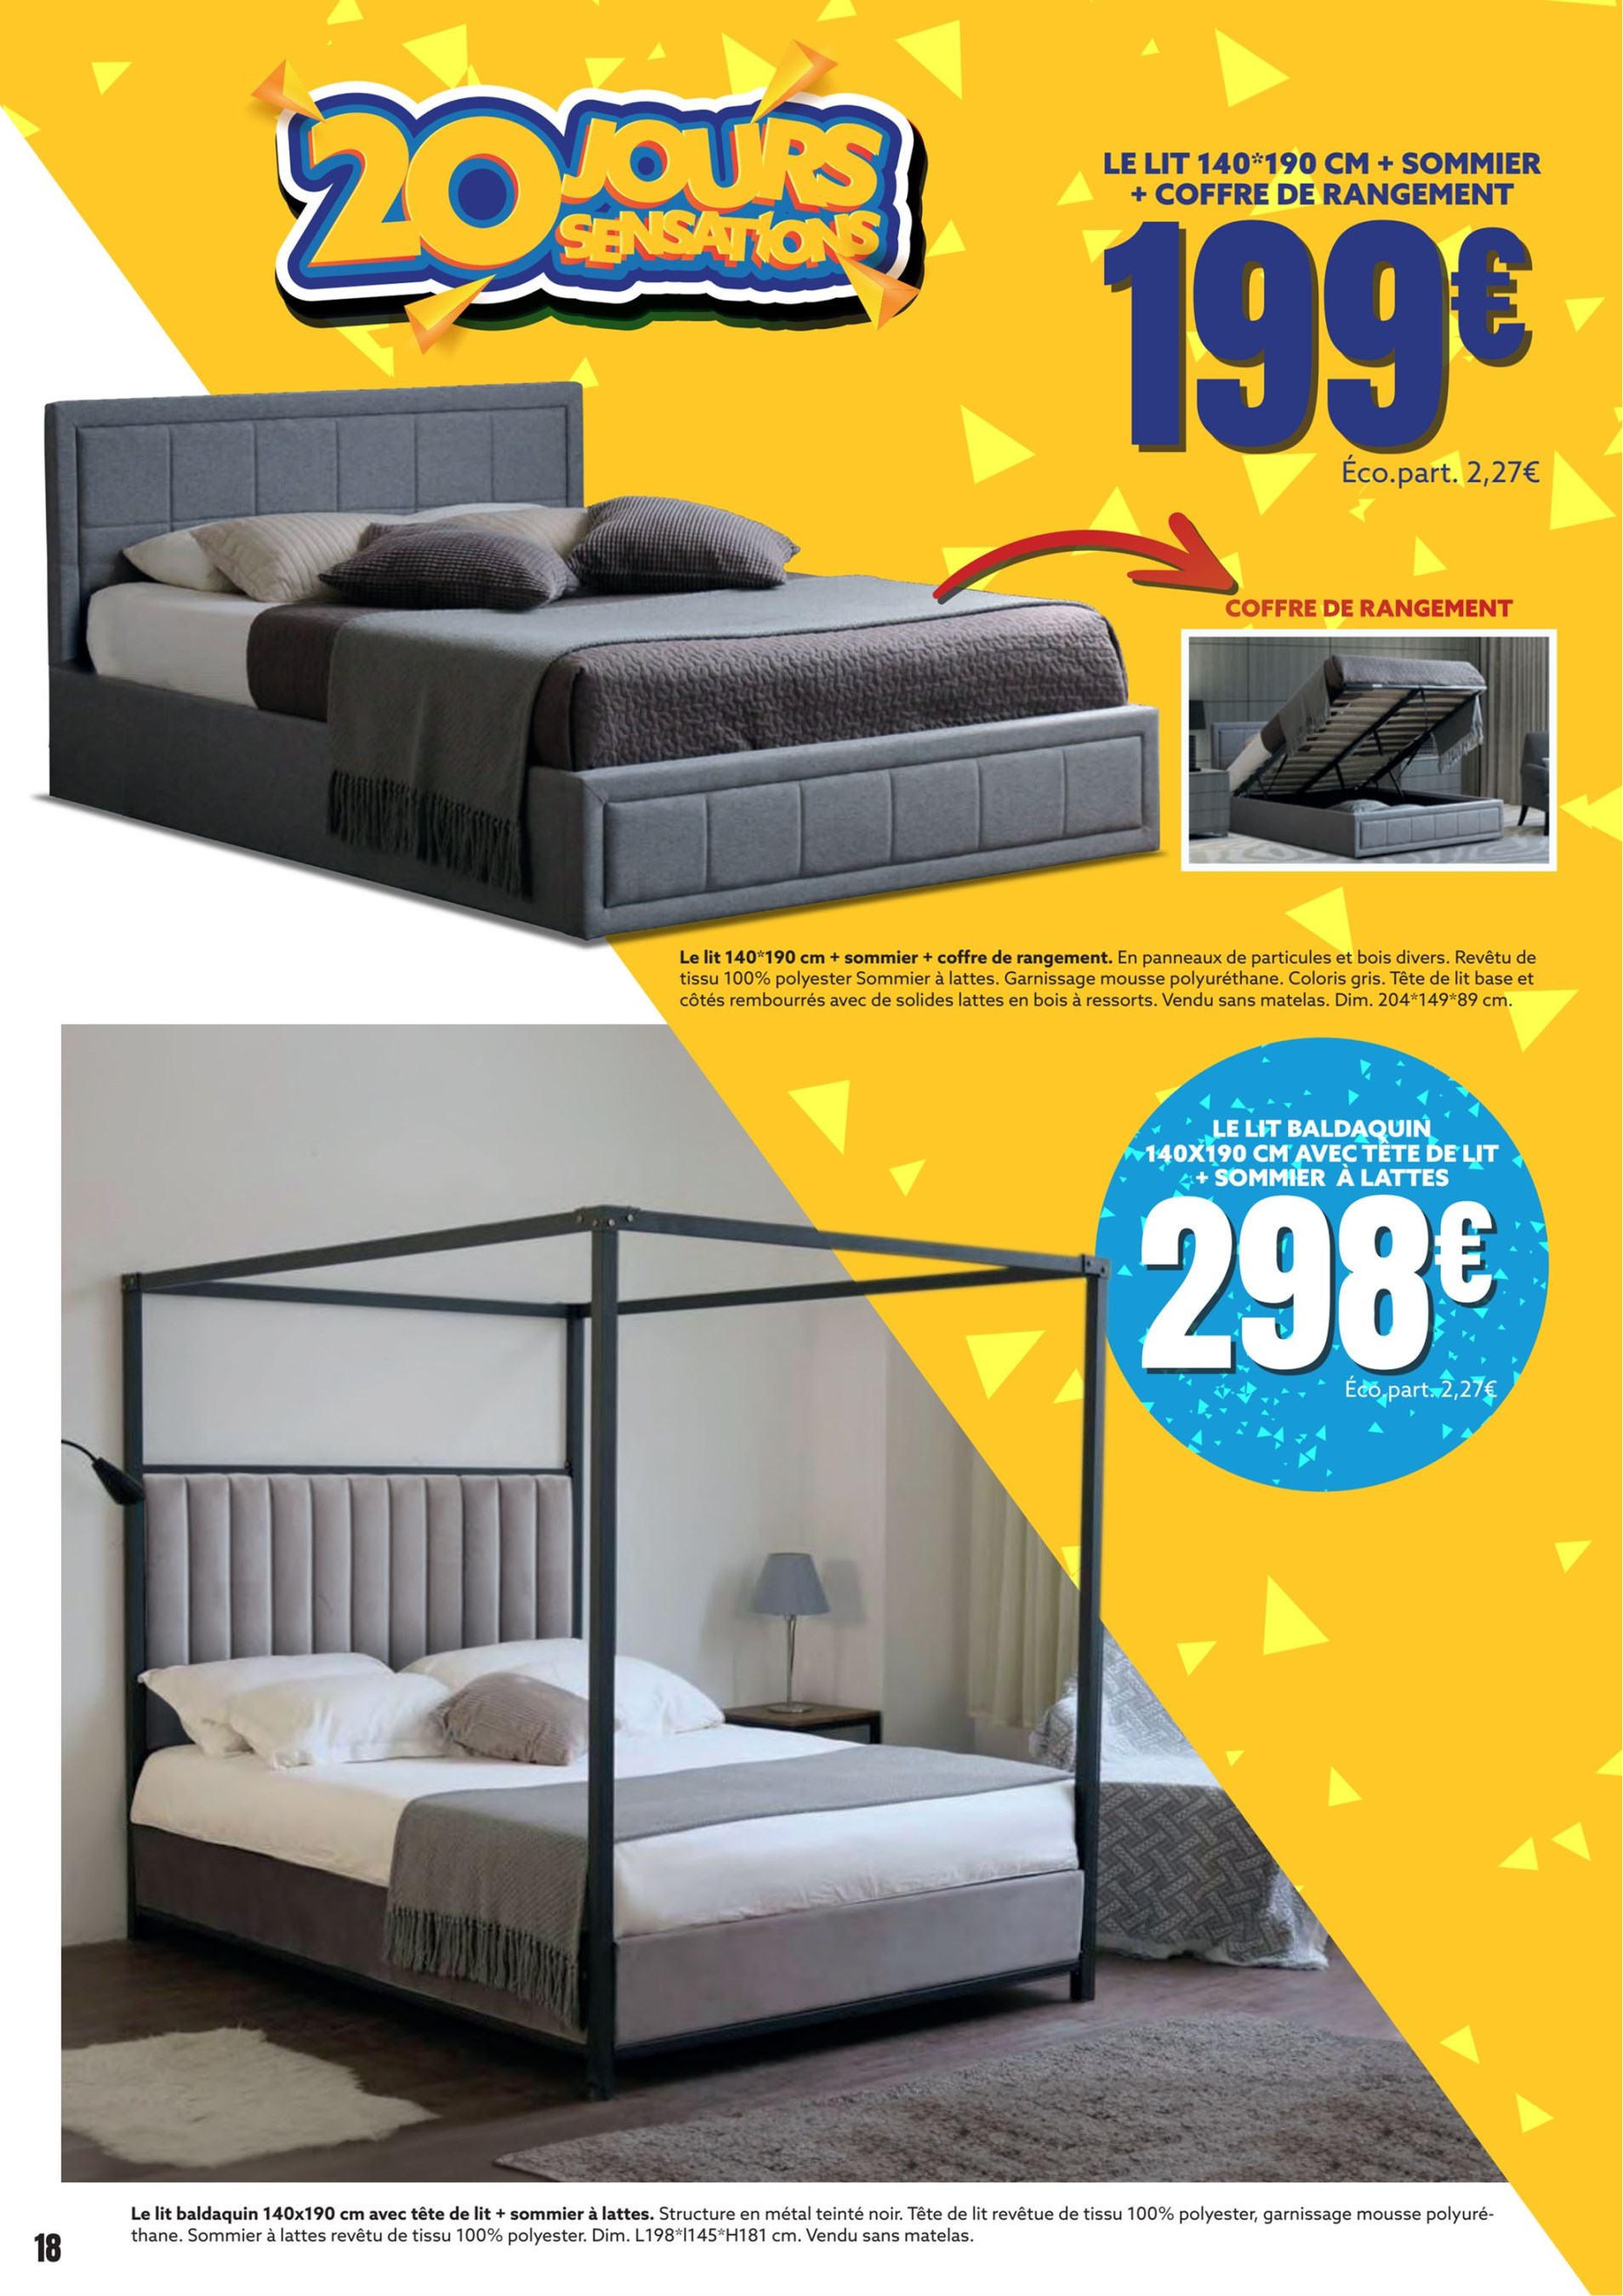 20 JOURS
SENSATIONS
LE LIT 140*190 CM + SOMMIER
+ COFFRE DE RANGEMENT
199€
Éco.part. 2,27€
COFFRE DE RANGEMENT
Le lit 140*190 cm + sommier + coffre de rangement. En panneaux de particules et bois divers. Revêtu de
tissu 100% polyester Sommier à lattes. Garnissage mousse polyuréthane. Coloris gris. Tête de lit base et
côtés rembourrés avec de solides lattes en bois à ressorts. Vendu sans matelas. Dim. 204*149*89 cm.
LE LIT BALDAQUIN
140X190 CM AVEC TÊTE DE LIT
+ SOMMIER À LATTES
298€
Éco.part. 2,27€
Le lit baldaquin 140x190 cm avec tête de lit + sommier à lattes. Structure en métal teinté noir. Tête de lit revêtue de tissu 100% polyester, garnissage mousse polyuré-
thane. Sommier à lattes revêtu de tissu 100% polyester. Dim. L198*l145*H181 cm. Vendu sans matelas.
18